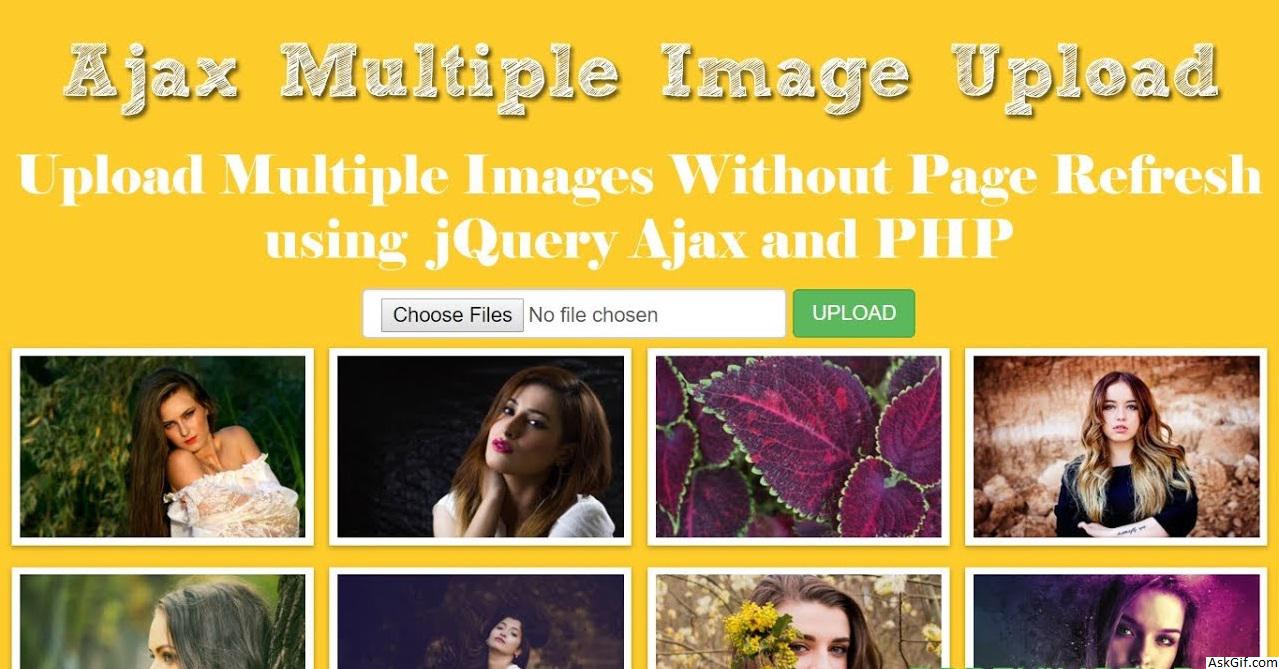 Ajax Multiple Image Upload
Upload Multiple Images Without Page Refresh
using jQuery Ajax and PHP
Choose Files No file chosen UPLOAD
AskGif.com